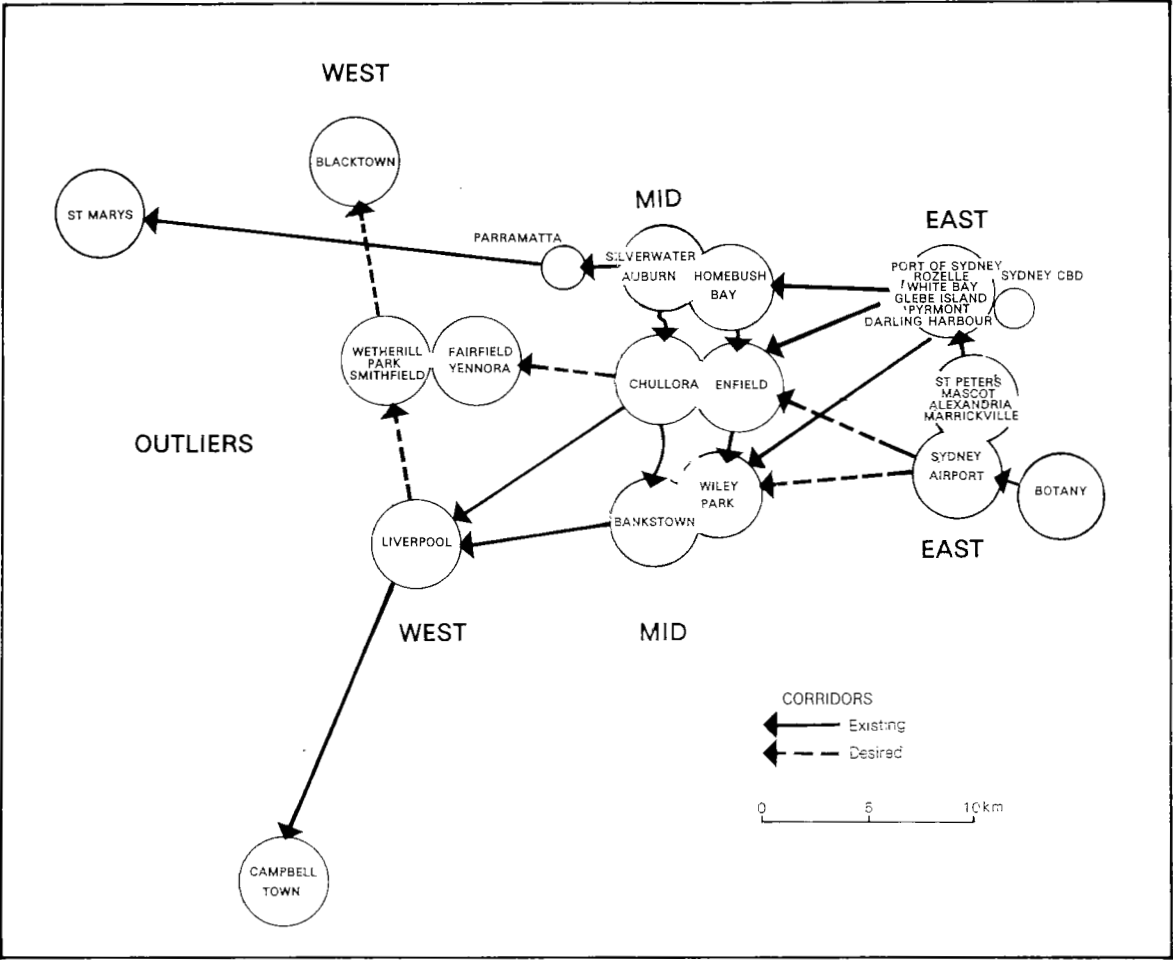 WEST
BLACKTOWN
ST MARYS
MID
PARRAMATTA
SILVERWATER
AUBURN
HOMEBUSH
BAY
EAST
PORT OF SYDNEY
ROZELLE
WHITE BAY
GLEBE ISLAND
PYRMONT
DARLING HARBOUR
SYDNEY CBD
WETHERILL
PARK
SMITHFIELD
FAIRFIELD
YENNORA
CHULLORA
ENFIELD
ST PETERS
MASCOT
ALEXANDRIA
MARRICKVILLE
OUTLIERS
SYDNEY
AIRPORT
BOTANY
WILEY
PARK
BANKSTOWN
LIVERPOOL
EAST
WEST
MID
CORRIDORS
Existing
Desired
0 5 10km
CAMPBELL
TOWN